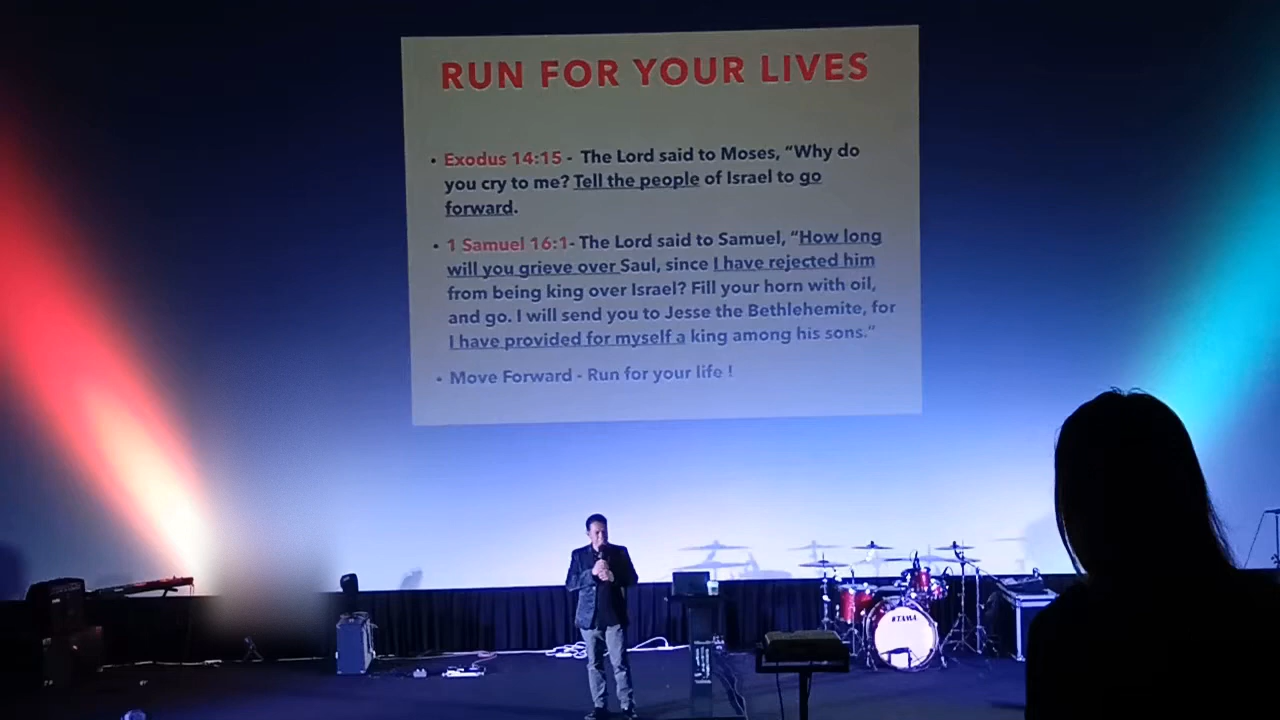 RUN FOR YOUR LIVES
• Exodus 14:15 - The Lord said to Moses, “Why do
you cry to me? Tell the people of Israel to go
forward.
• 1 Samuel 16:1- The Lord said to Samuel, “How long
will you grieve over Saul, since I have rejected him
from being king over Israel? Fill your horn with oil,
and go. I will send you to Jesse the Bethlehemite, for
I have provided for myself a king among his sons.”
• Move Forward - Run for your life !
TAMA